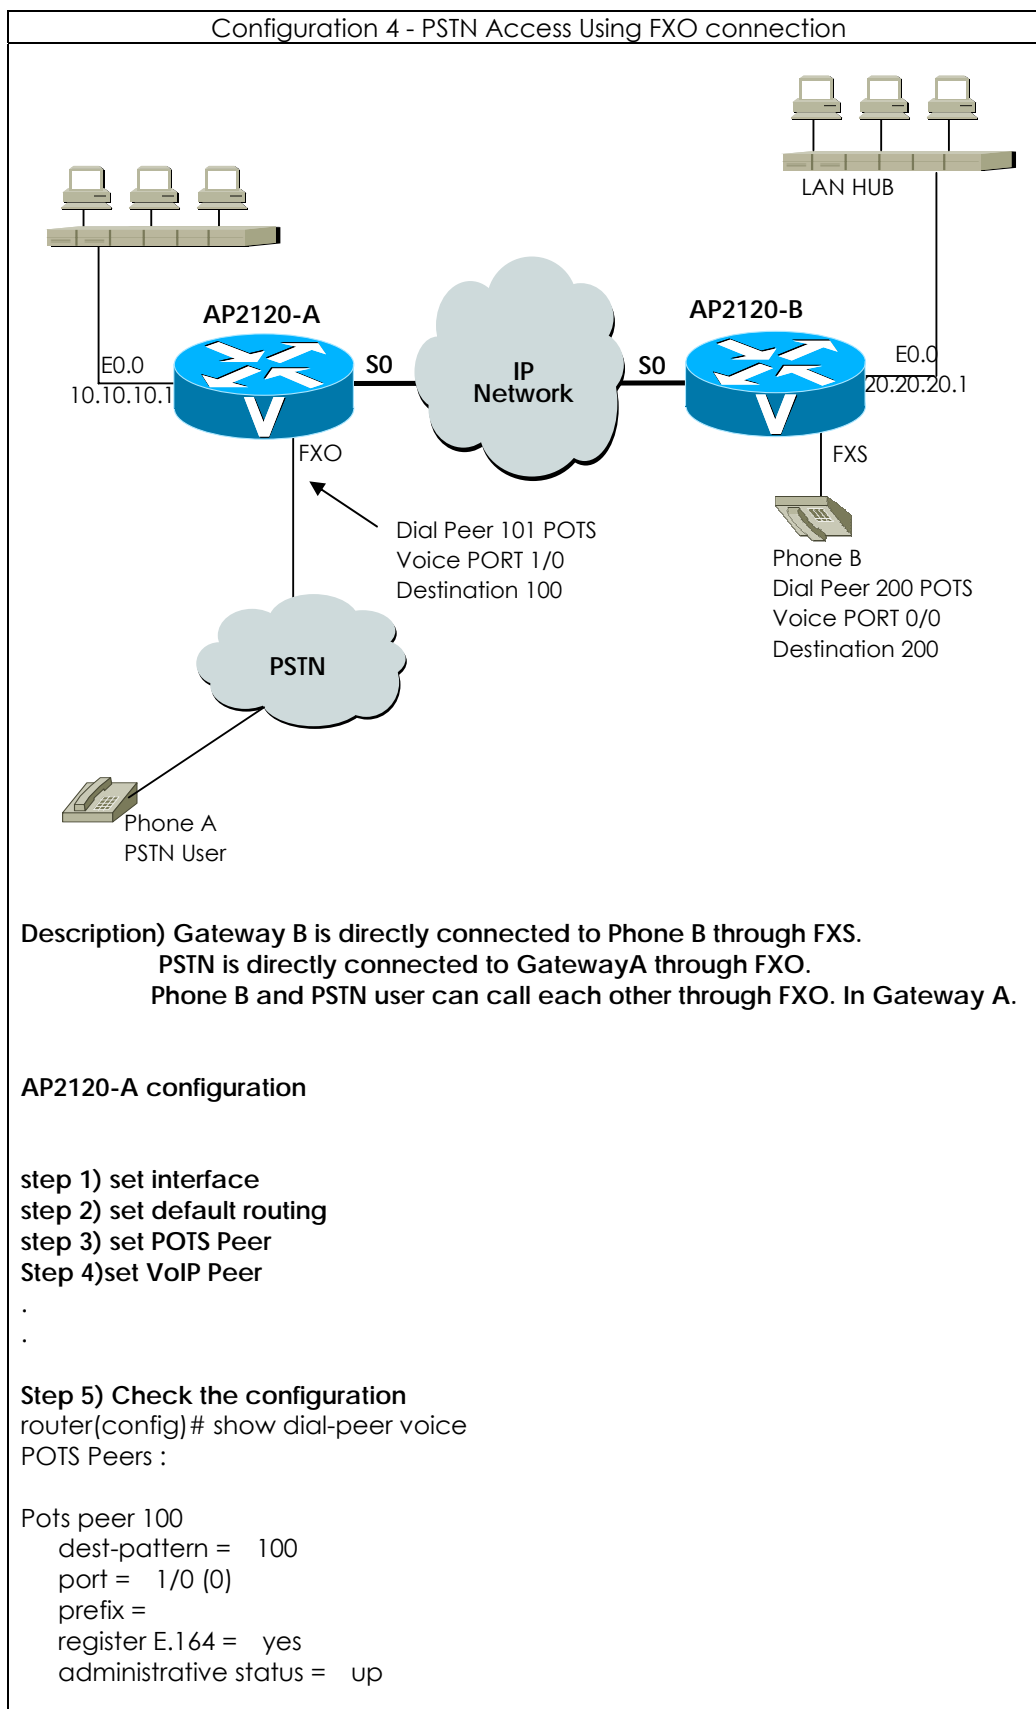 Configuration 4 - PSTN Access Using FXO connection
LAN HUB
AP2120-A
AP2120-B
E0.0
10.10.10.1
S0
IP
Network
S0
E0.0
20.20.20.1
V
V
FXO
FXS
Dial Peer 101 POTS
Voice PORT 1/0
Destination 100
Phone B
Dial Peer 200 POTS
Voice PORT 0/0
Destination 200
PSTN
Phone A
PSTN User
Description) Gateway B is directly connected to Phone B through FXS.
PSTN is directly connected to GatewayA through FXO.
Phone B and PSTN user can call each other through FXO. In Gateway A.
AP2120-A configuration
step 1) set interface
step 2) set default routing
step 3) set POTS Peer
Step 4)set VoIP Peer
.
.
Step 5) Check the configuration
router(config)# show dial-peer voice
POTS Peers :
Pots peer 100
dest-pattern = 100
port = 1/0 (0)
prefix =
register E.164 = yes
administrative status = up